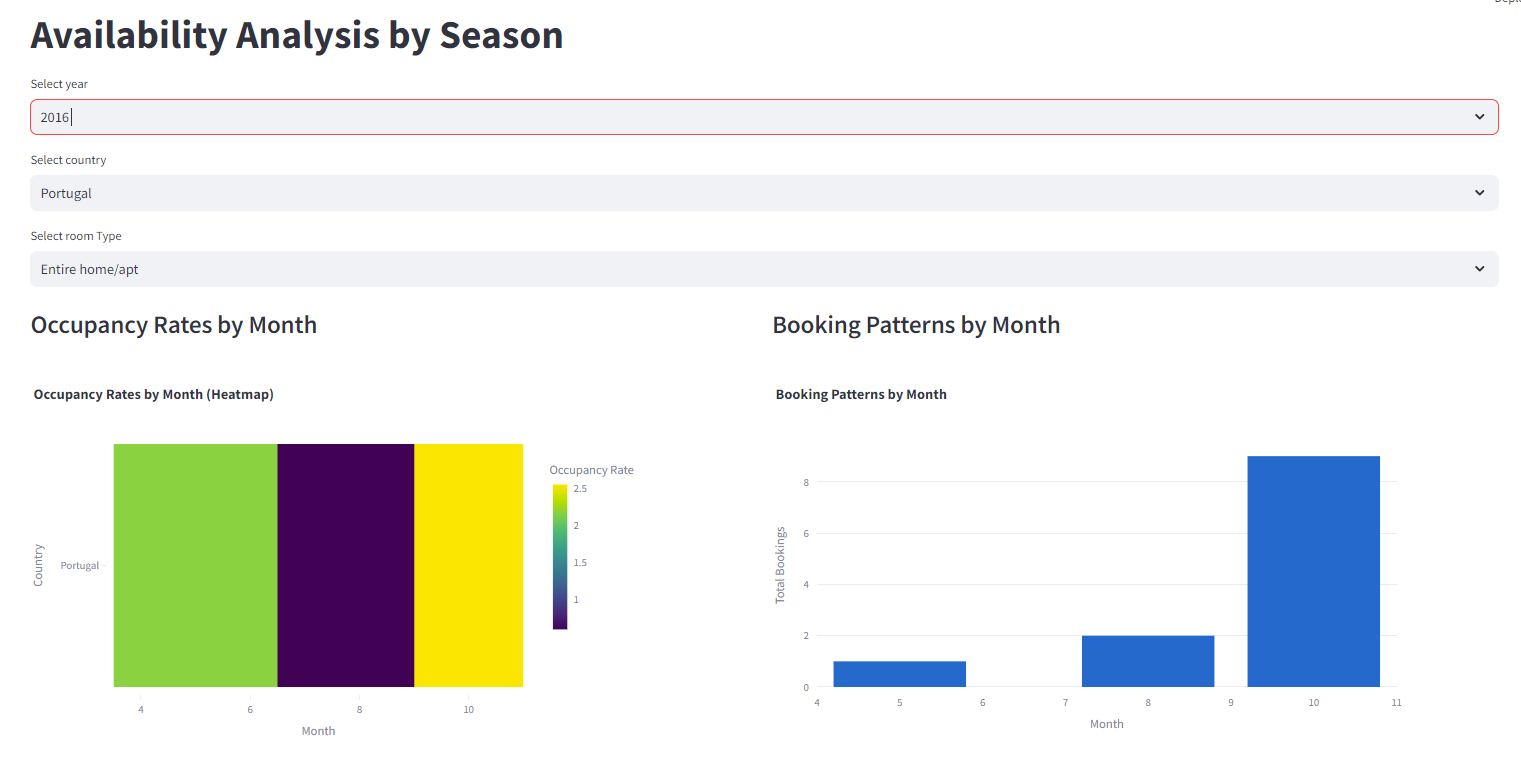 Availability Analysis by Season
Select year
2016
Select country
Portugal
Select room Type
Entire home/apt
Occupancy Rates by Month
Occupancy Rates by Month (Heatmap)
Occupancy Rate
2.5
2
1.5
1
Country
Portugal
4 6 8 10
Month
Booking Patterns by Month
Booking Patterns by Month
Total Bookings
8
6
4
2
0
4 5 6 7 8 9 10 11
Month